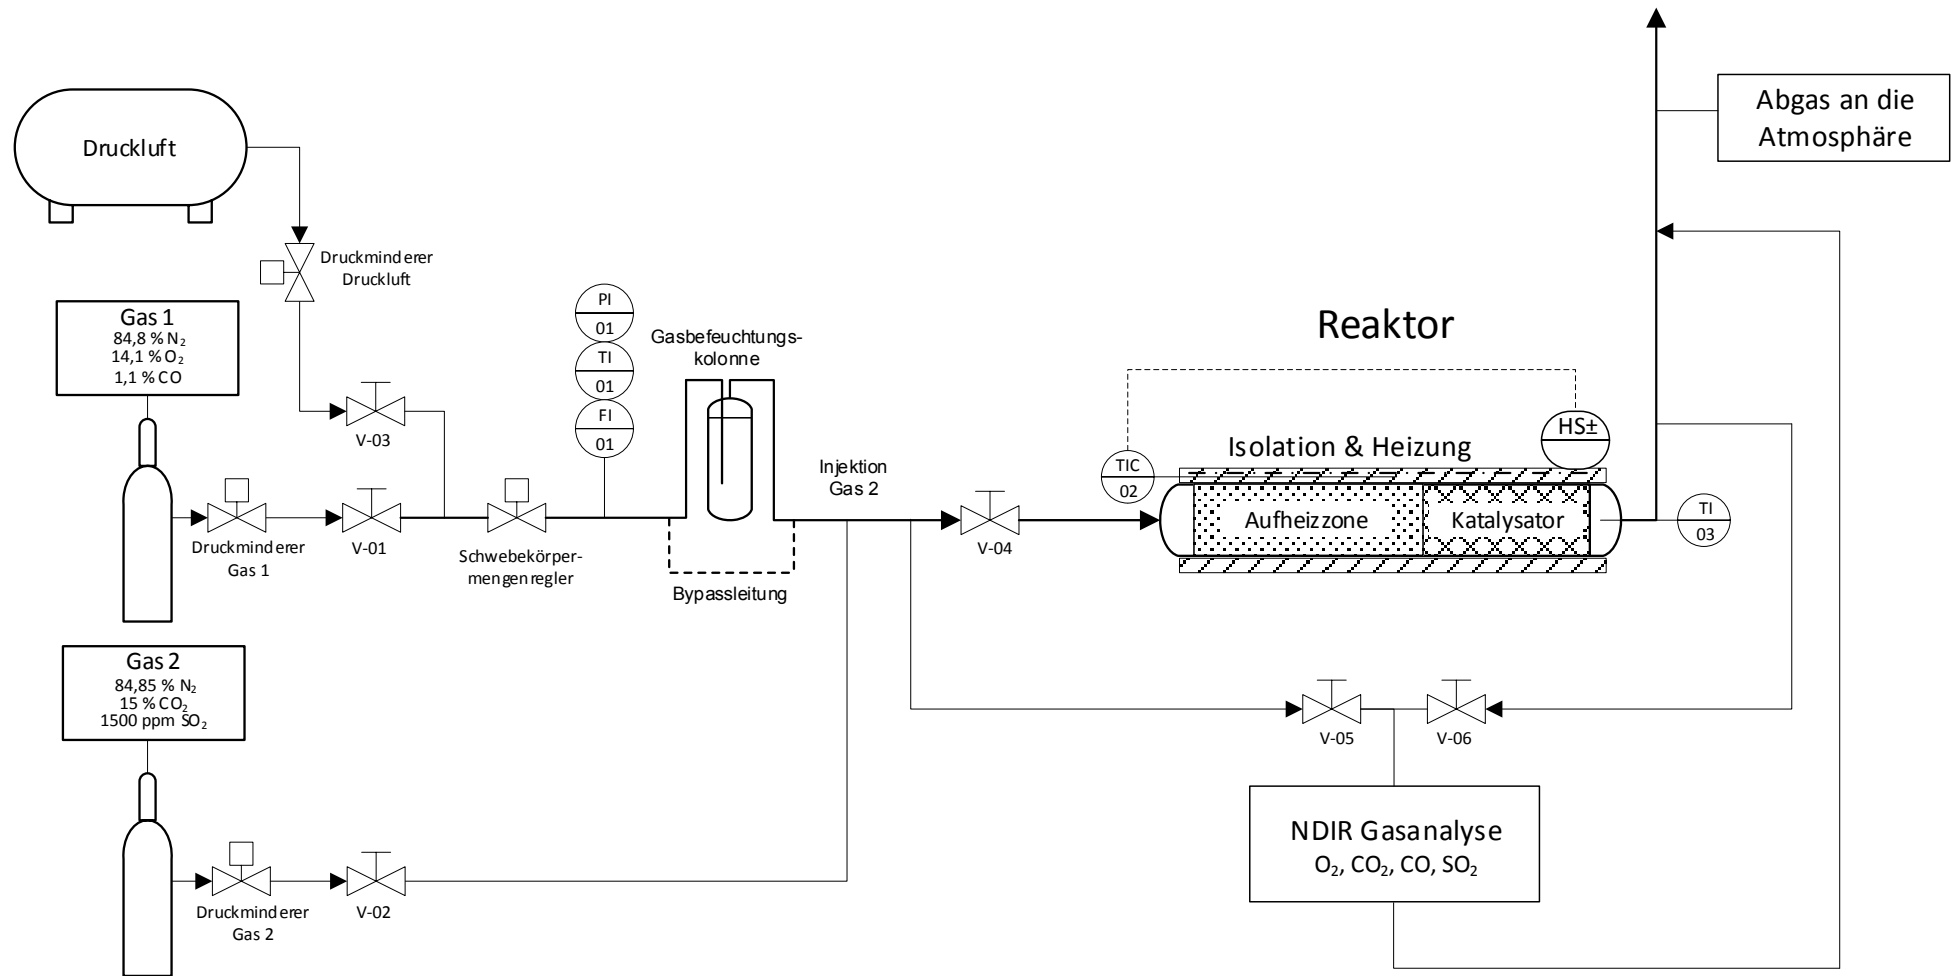 Druckluft
Druckminderer
Druckluft
Gas 1
84,8 % N₂
14,1 % O₂
1,1 % CO
V-03
Druckminderer
Gas 1
V-01
Schwebekörper-
mengenregler
PI
01
TI
01
FI
01
Gasbefeuchtungs-
kolonne
Bypassleitung
Injektion
Gas 2
V-04
Reaktor
Isolation & Heizung
HS±
TIC
02
Aufheizzone
Katalysator
TI
03
Abgas an die
Atmosphäre
Gas 2
84,85 % N₂
15 % CO₂
1500 ppm SO₂
Druckminderer
Gas 2
V-02
V-05
V-06
NDIR Gasanalyse
O₂, CO₂, CO, SO₂